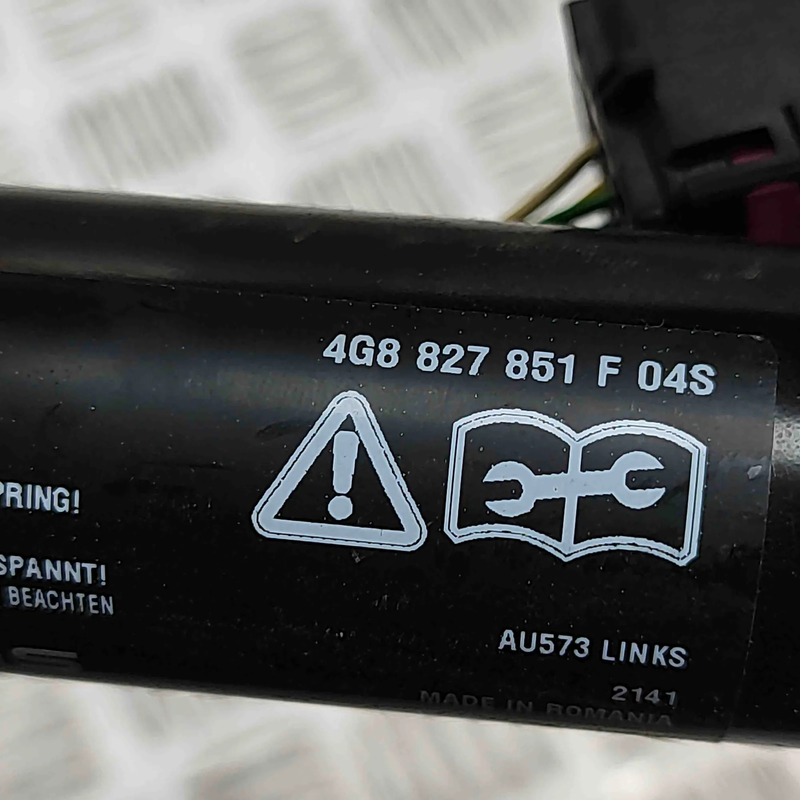 4G8 827 851 F 04S
PRING!
SPANNT!
BEACHTEN
AU573 LINKS
2141
MADE IN ROMANIA